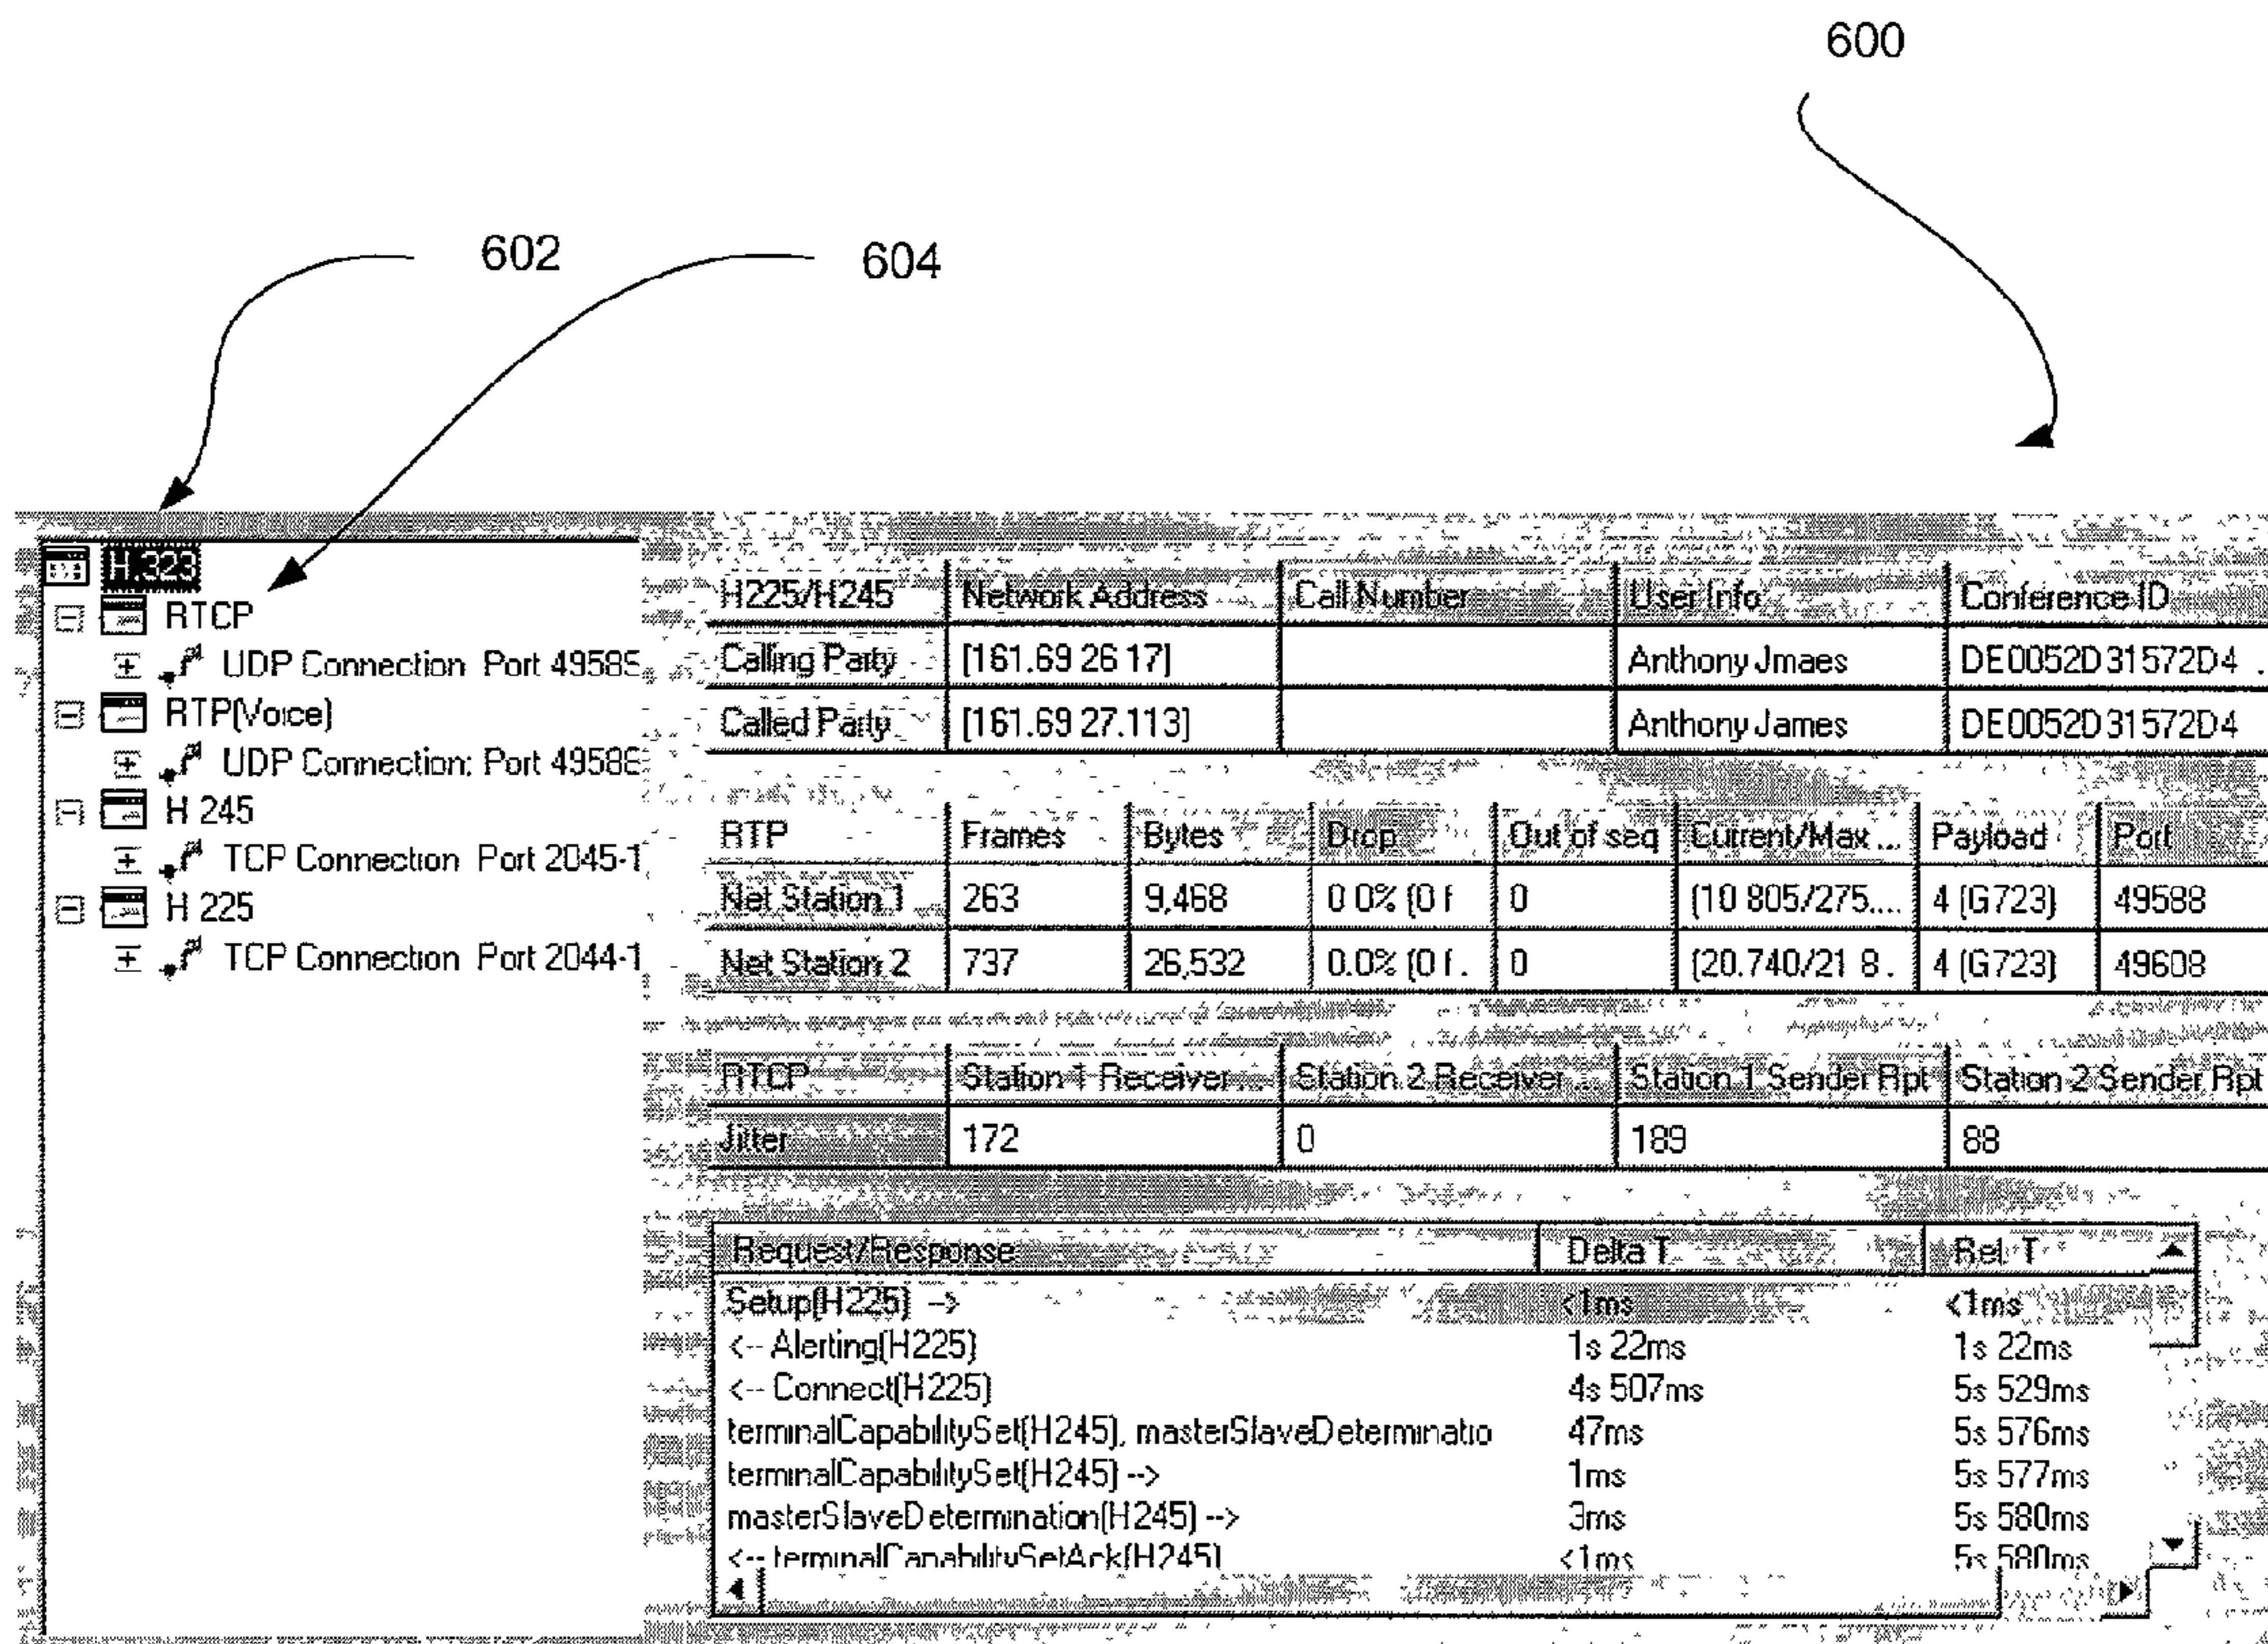 600
602
604
H.323
RTCP
UDP Connection Port 4958
RTP(Voice)
UDP Connection: Port 4958
H 245
TCP Connection Port 2045-1
H 225
TCP Connection Port 2044-1
H225/H245 Network Address Call Number User Info Conference ID
Calling Party [161.69 26 17] Anthony Jmaes DE0052D31572D4 .
Called Party [161.69 27.113] Anthony James DE0052D31572D4
RTP Frames Bytes Drop Out of seq Current/Max ... Payload Port
Net Station 1 263 9,468 0 0% (0 f 0 (10 805/275.... 4 (G723) 49588
Net Station 2 737 26,532 0.0% (0 f. 0 (20.740/21 8 . 4 (G723) 49608
RTCP Station 1 Receiver ... Station 2 Receiver ... Station 1 Sender Rpt Station 2 Sender Rpt
Jitter 172 0 189 88
Request/Response Delta T Rel. T
Setup(H225) --> <1ms <1ms
<-- Alerting(H225) 1s 22ms 1s 22ms
<-- Connect(H225) 4s 507ms 5s 529ms
terminalCapabilitySet(H245), masterSlaveDeterminatio 47ms 5s 576ms
terminalCapabilitySet(H245) --> 1ms 5s 577ms
masterSlaveDetermination(H245) --> 3ms 5s 580ms
<-- terminalCapabilitySetAck(H245) <1ms 5s 580ms